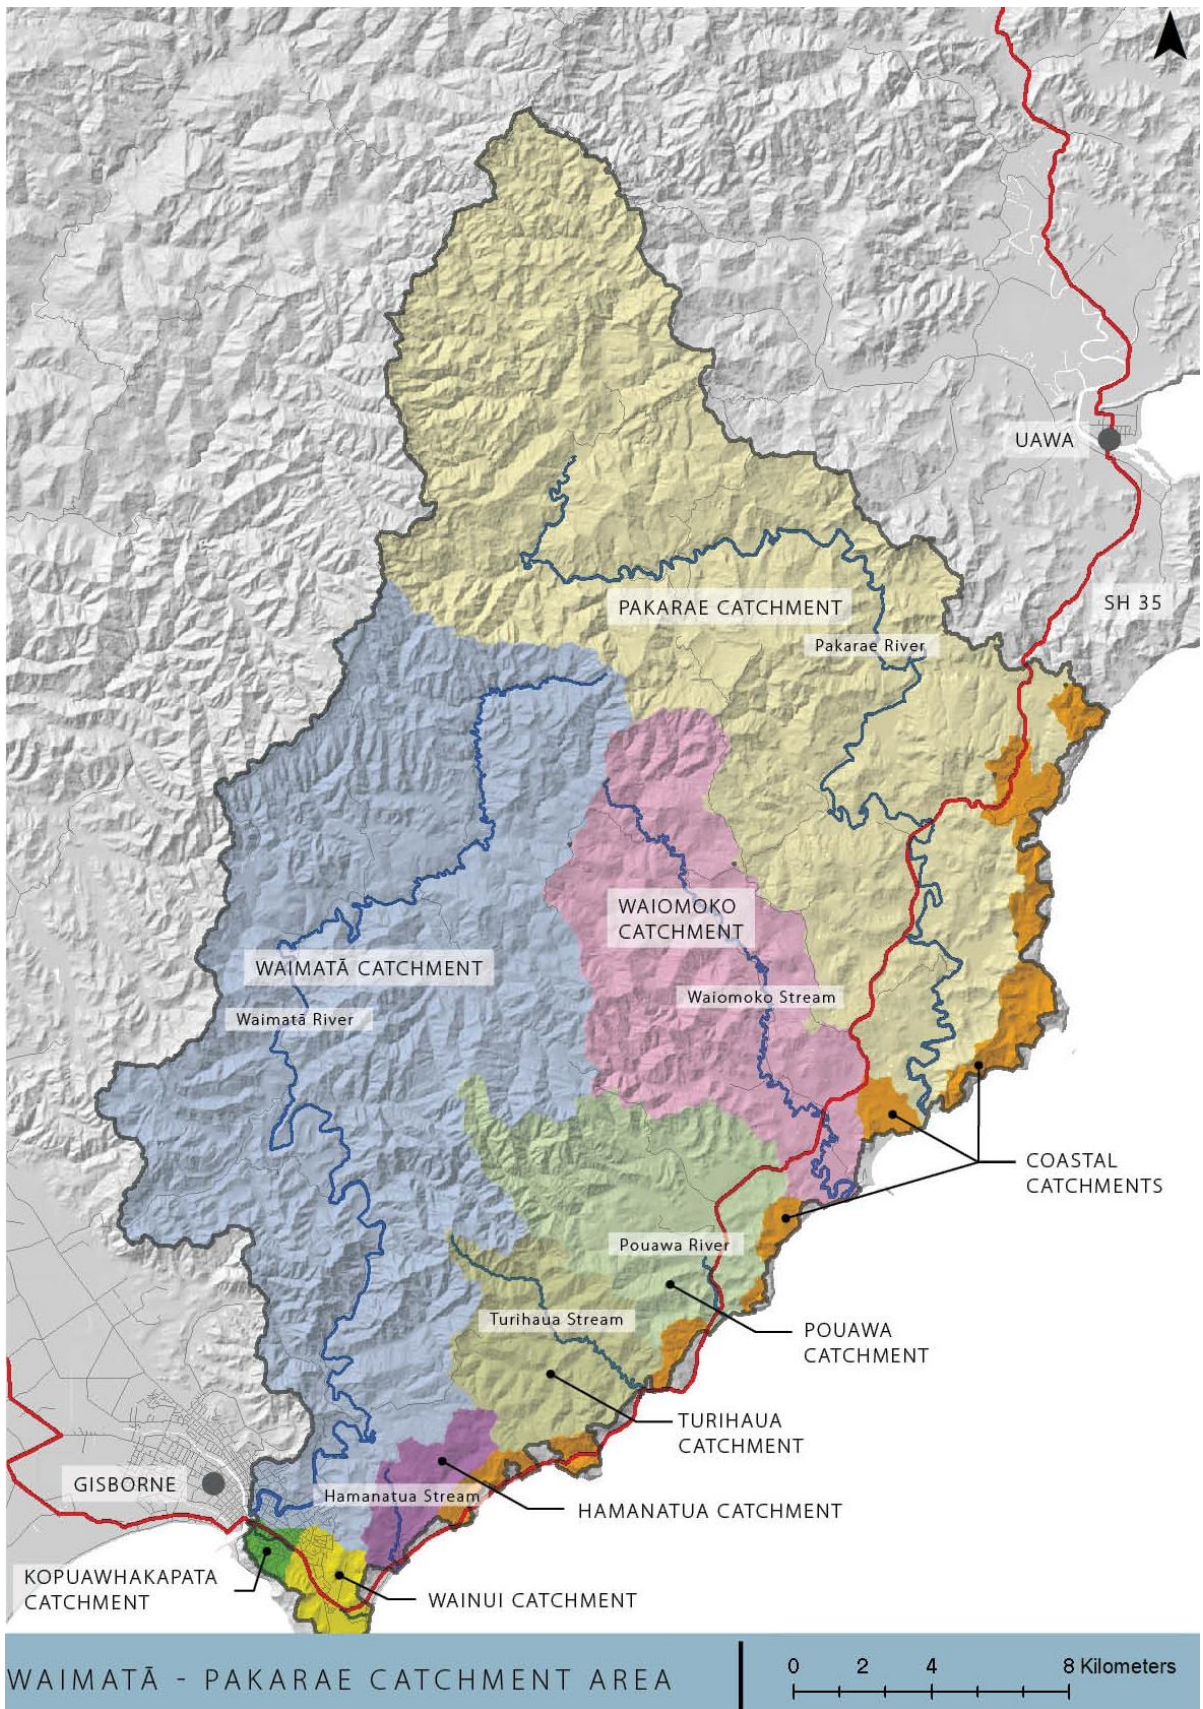 UAWA
SH 35
PAKARAE CATCHMENT
Pakarae River
WAIOMOKO
CATCHMENT
WAIMATĀ CATCHMENT
Waiomoko Stream
Waimatā River
COASTAL
CATCHMENTS
Pouawa River
Turihaua Stream
POUAWA
CATCHMENT
TURIHAUA
CATCHMENT
GISBORNE
Hamanatua Stream
HAMANATUA CATCHMENT
KOPUAWHAKAPATA
CATCHMENT
WAINUI CATCHMENT
WAIMATĀ - PAKARAE CATCHMENT AREA
0 2 4 8 Kilometers